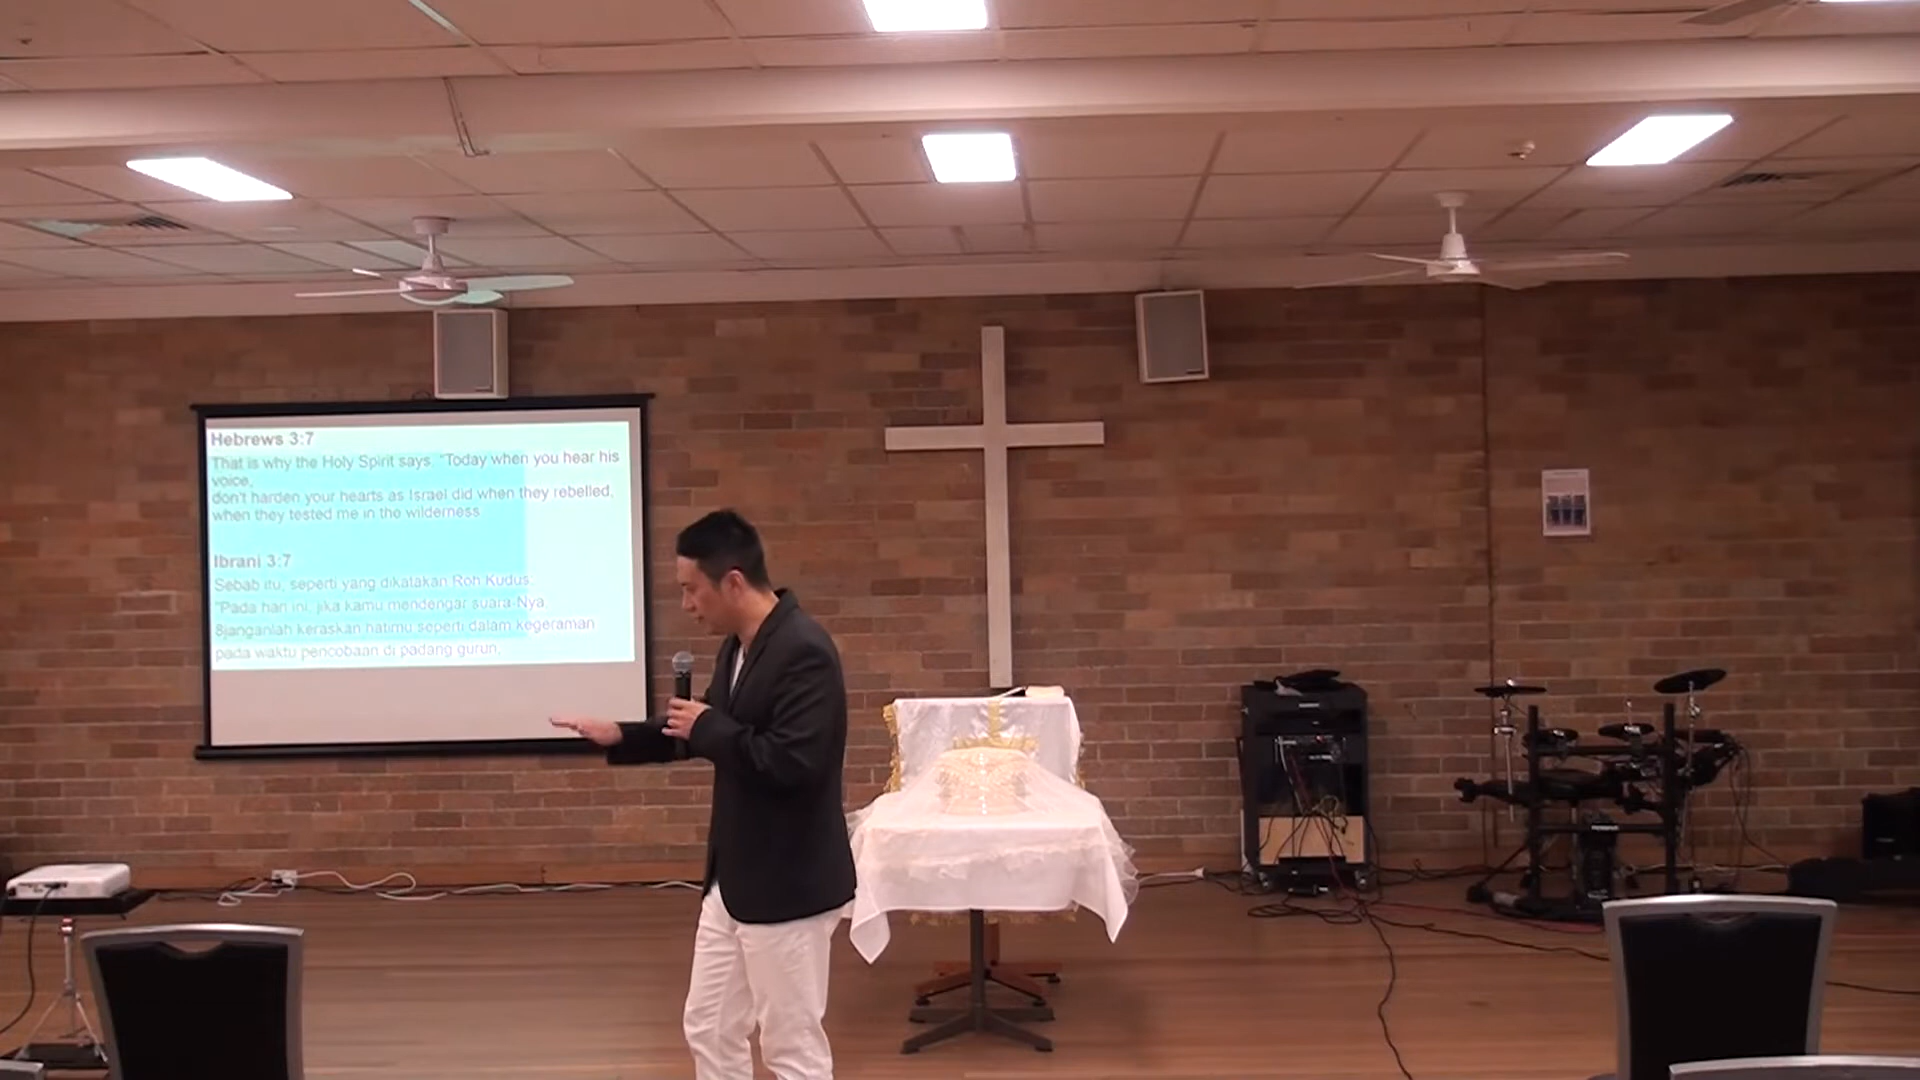 Hebrews 3:7
That is why the Holy Spirit says, "Today when you hear his
voice,
don't harden your hearts as Israel did when they rebelled,
when they tested me in the wilderness
Ibrani 3:7
Sebab itu, seperti yang dikatakan Roh Kudus:
"Pada hari ini, jika kamu mendengar suara-Nya,
8janganlah keraskan hatimu seperti dalam kegeraman
pada waktu pencobaan di padang gurun,